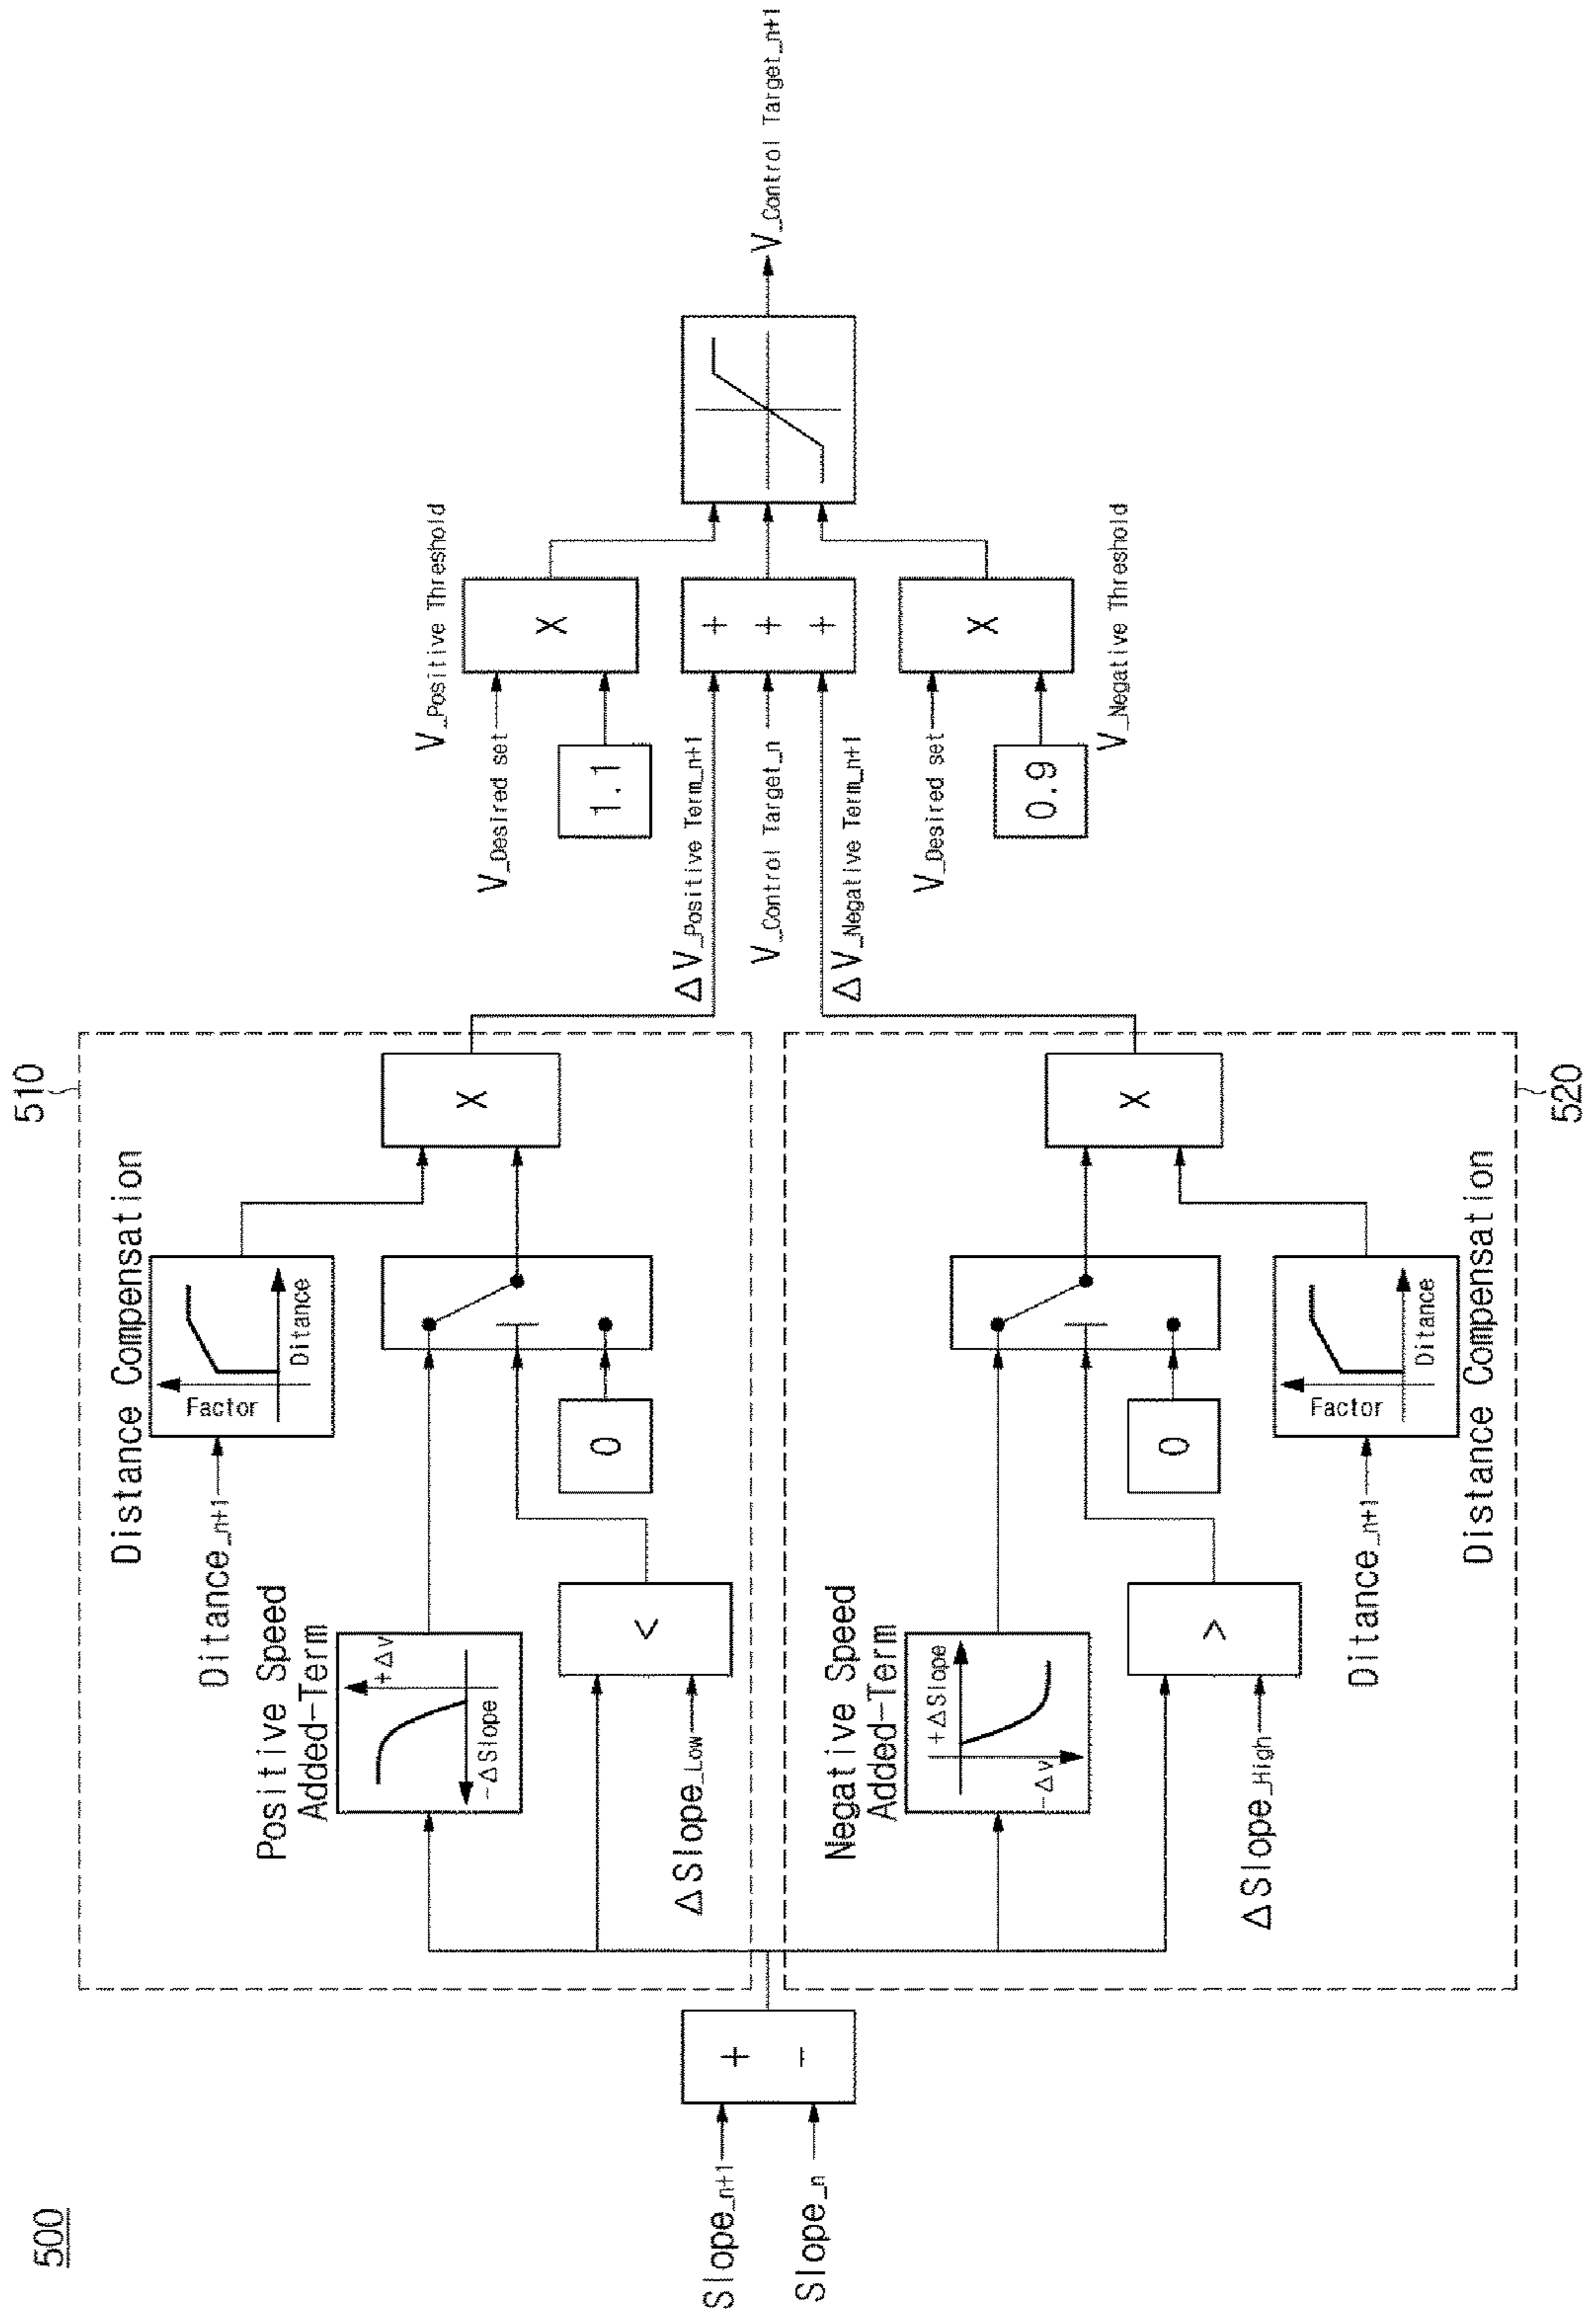 500
Slope_n+1
Slope_n
+
−
510
Positive Speed
Added-Term
+Δv
-ΔSlope
ΔSlope_Low
<
0
Ditance_n+1
Distance Compensation
Factor
Ditance
X
520
Negative Speed
Added-Term
+ΔSlope
-Δv
ΔSlope_High
>
0
Ditance_n+1
Distance Compensation
Factor
Ditance
X
V_Positive Threshold
V_Desired set
1.1
X
ΔV_Positive Term_n+1
V_Control Target_n
ΔV_Negative Term_n+1
+
+
+
V_Desired set
0.9
X
V_Negative Threshold
V_Control Target_n+1